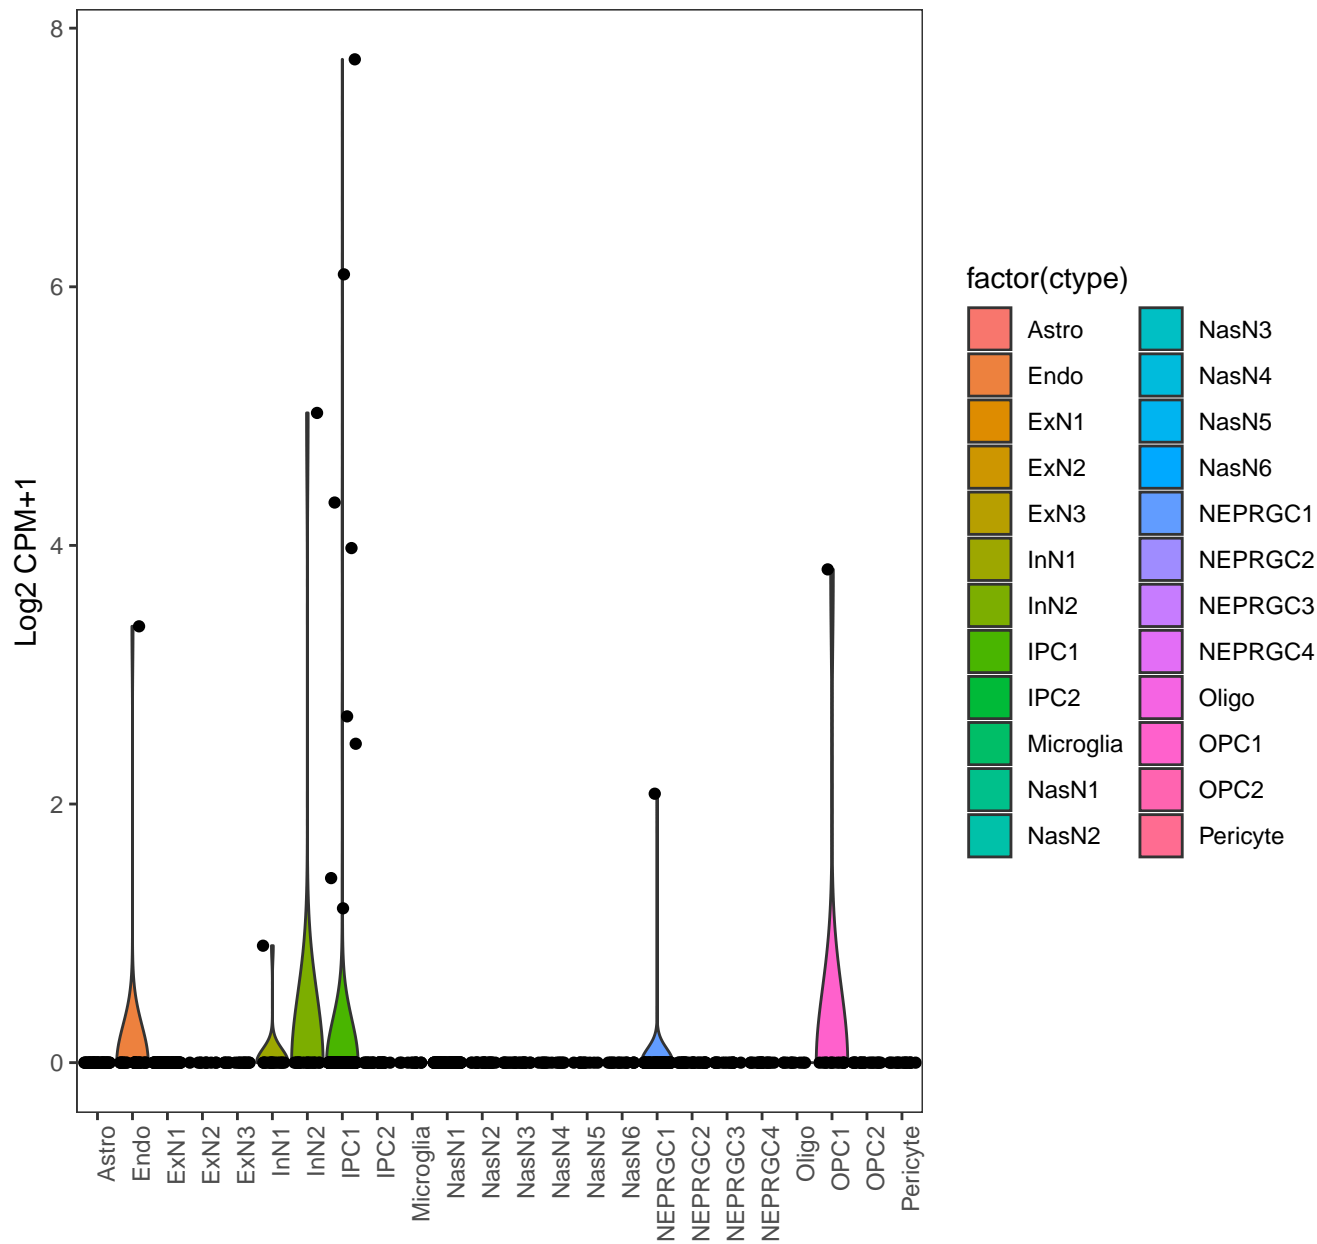 8
6
4
2
0
Log2 CPM+1
Astro
Endo
ExN1
ExN2
ExN3
InN1
InN2
IPC1
IPC2
Microglia
NasN1
NasN2
NasN3
NasN4
NasN5
NasN6
NEPRGC1
NEPRGC2
NEPRGC3
NEPRGC4
Oligo
OPC1
OPC2
Pericyte
factor(ctype)
Astro
Endo
ExN1
ExN2
ExN3
InN1
InN2
IPC1
IPC2
Microglia
NasN1
NasN2
NasN3
NasN4
NasN5
NasN6
NEPRGC1
NEPRGC2
NEPRGC3
NEPRGC4
Oligo
OPC1
OPC2
Pericyte